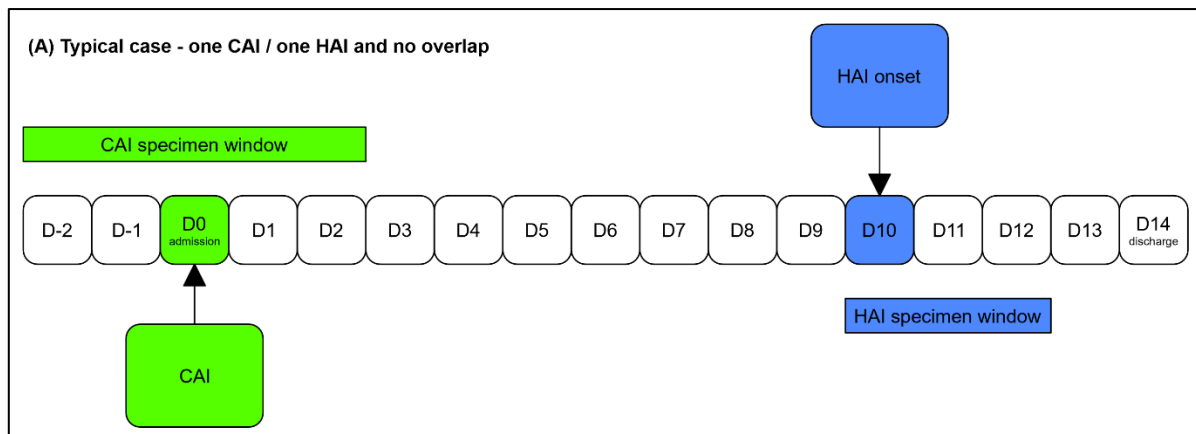 (A) Typical case - one CAI / one HAI and no overlap
HAI onset
CAI specimen window
D-2
D-1
D0
admission
D1
D2
D3
D4
D5
D6
D7
D8
D9
D10
D11
D12
D13
D14
discharge
HAI specimen window
CAI